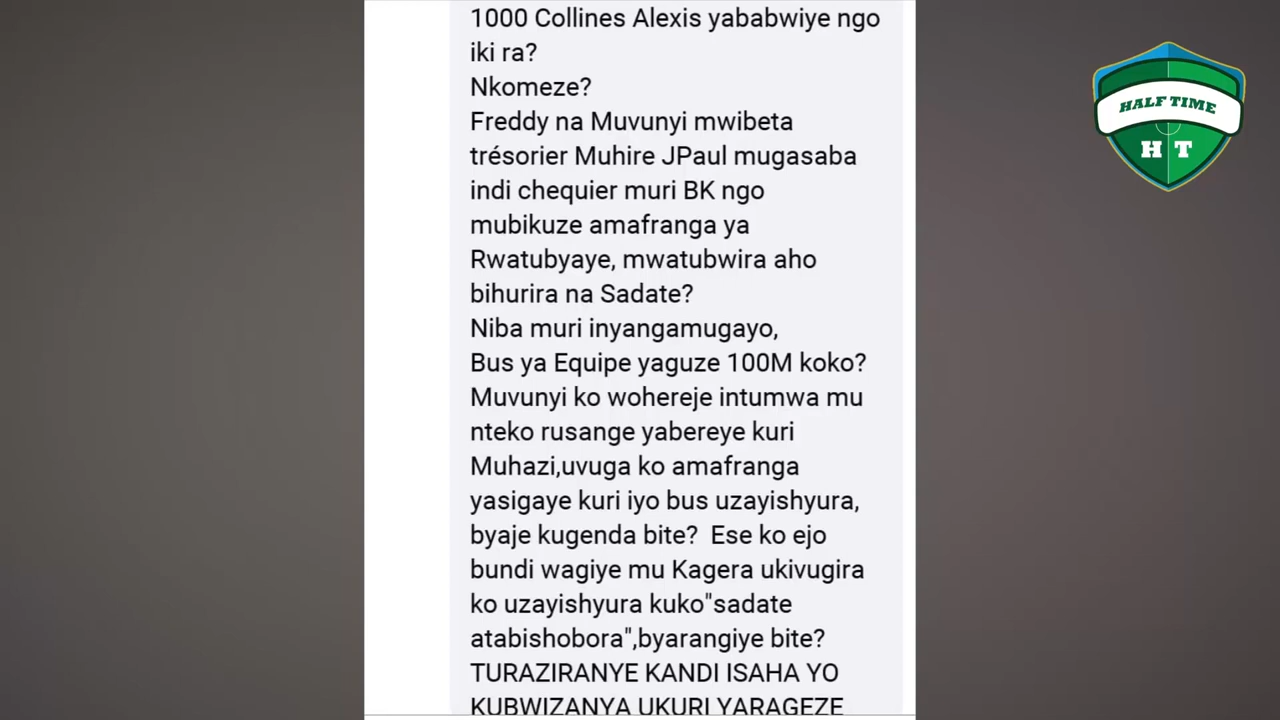 1000 Collines Alexis yababwiye ngo
iki ra?
Nkomeze?
Freddy na Muvunyi mwibeta
trésorier Muhire JPaul mugasaba
indi chequier muri BK ngo
mubikuze amafranga ya
Rwatubyaye, mwatubwira aho
bihurira na Sadate?
Niba muri inyangamugayo,
Bus ya Equipe yaguze 100M koko?
Muvunyi ko wohereje intumwa mu
nteko rusange yabereye kuri
Muhazi,uvuga ko amafranga
yasigaye kuri iyo bus uzayishyura,
byaje kugenda bite?  Ese ko ejo
bundi wagiye mu Kagera ukivugira
ko uzayishyura kuko"sadate
atabishobora",byarangiye bite?
TURAZIRANYE KANDI ISAHA YO
KUBWIZANYA UKURI YARAGEZE
HALF TIME
H T